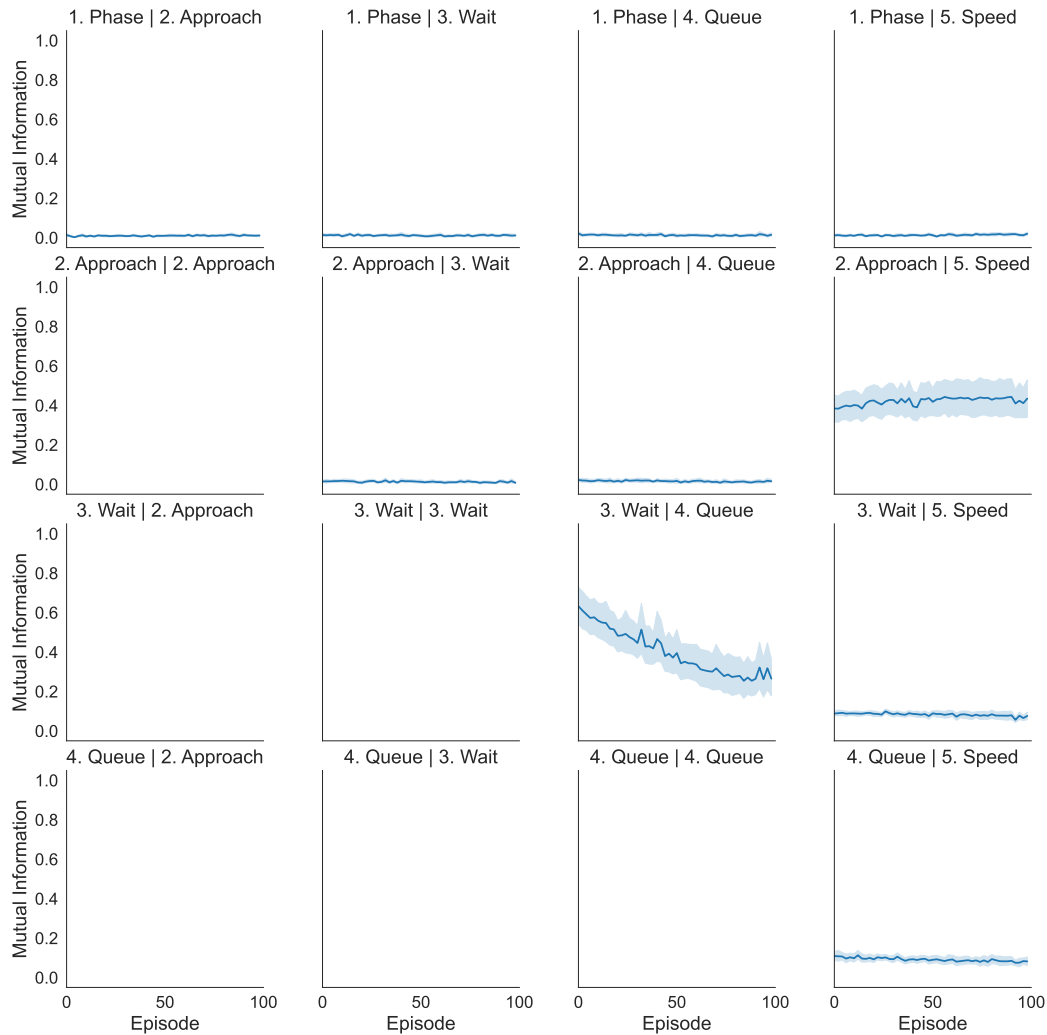 1. Phase | 2. Approach
1. Phase | 3. Wait
1. Phase | 4. Queue
1. Phase | 5. Speed
Mutual Information
1.0
0.8
0.6
0.4
0.2
0.0
2. Approach | 2. Approach
2. Approach | 3. Wait
2. Approach | 4. Queue
2. Approach | 5. Speed
Mutual Information
1.0
0.8
0.6
0.4
0.2
0.0
3. Wait | 2. Approach
3. Wait | 3. Wait
3. Wait | 4. Queue
3. Wait | 5. Speed
Mutual Information
1.0
0.8
0.6
0.4
0.2
0.0
4. Queue | 2. Approach
4. Queue | 3. Wait
4. Queue | 4. Queue
4. Queue | 5. Speed
Mutual Information
1.0
0.8
0.6
0.4
0.2
0.0
0 50 100
0 50 100
0 50 100
0 50 100
Episode
Episode
Episode
Episode